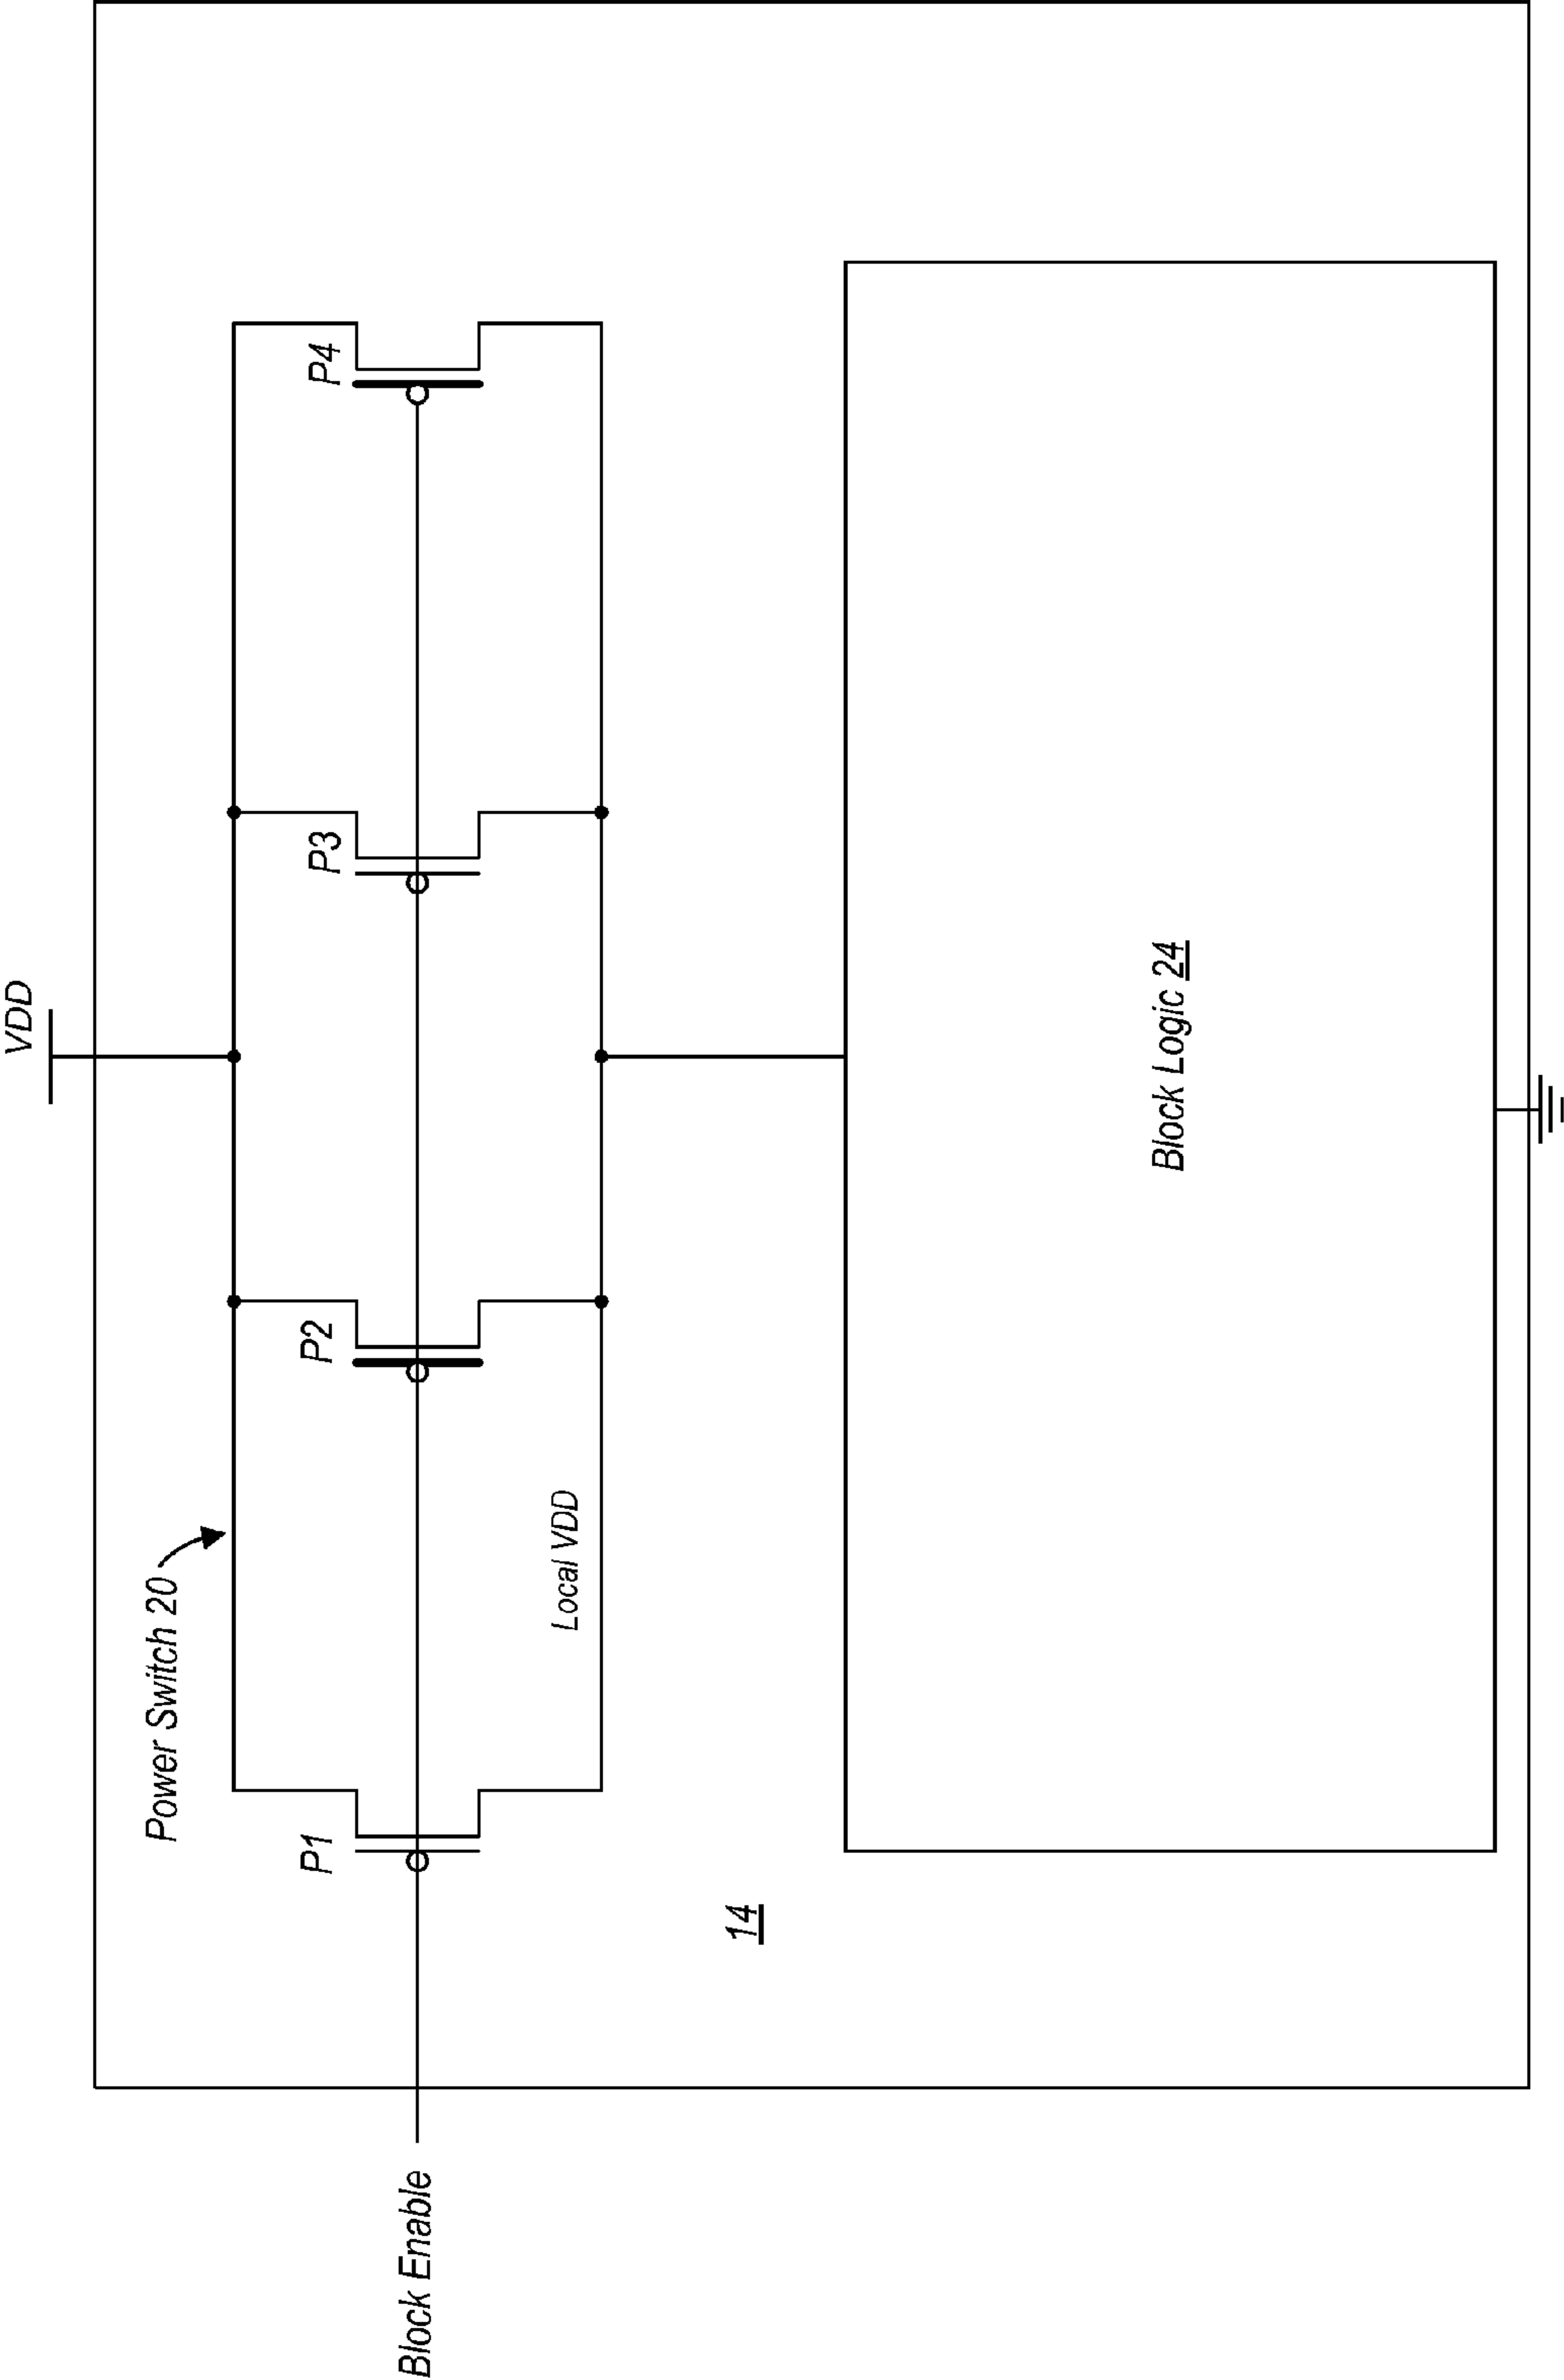 VDD
Power Switch 20
P1
P2
P3
P4
Block Enable
Local VDD
14
Block Logic 24